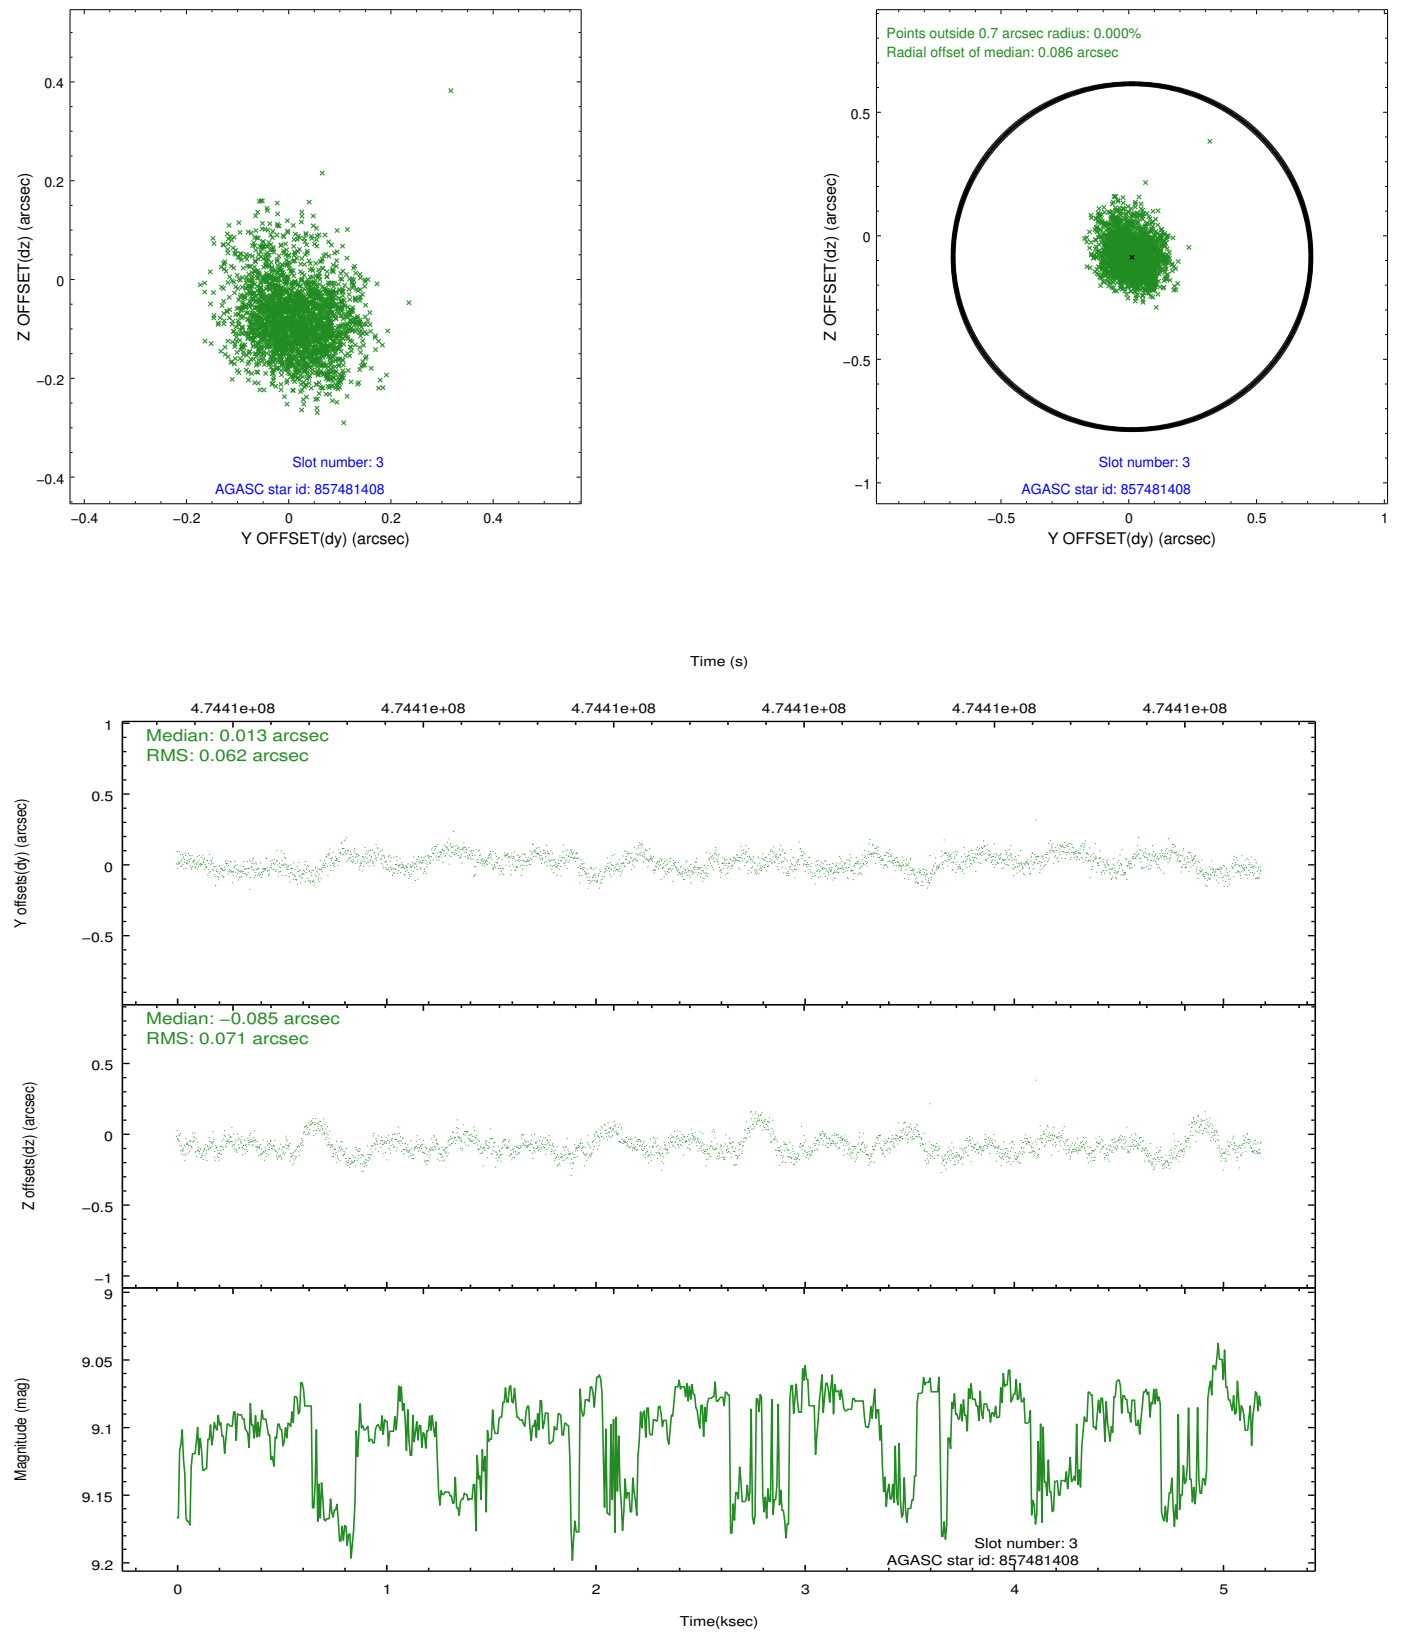 Z OFFSET(dz) (arcsec)
0.4
0.2
0
−0.2
−0.4
Slot number: 3
AGASC star id: 857481408
−0.4 −0.2 0 0.2 0.4
Y OFFSET(dy) (arcsec)
Points outside 0.7 arcsec radius: 0.000%
Radial offset of median: 0.086 arcsec
Z OFFSET(dz) (arcsec)
0.5
0
−0.5
−1
Slot number: 3
AGASC star id: 857481408
−0.5 0 0.5 1
Y OFFSET(dy) (arcsec)
Time (s)
4.7441e+08 4.7441e+08 4.7441e+08 4.7441e+08 4.7441e+08 4.7441e+08
Median: 0.013 arcsec
RMS: 0.062 arcsec
Y offsets(dy) (arcsec)
1
0.5
0
−0.5
Median: −0.085 arcsec
RMS: 0.071 arcsec
Z offsets(dz) (arcsec)
0.5
0
−0.5
−1
Magnitude (mag)
9
9.05
9.1
9.15
9.2
Slot number: 3
AGASC star id: 857481408
0 1 2 3 4 5
Time(ksec)